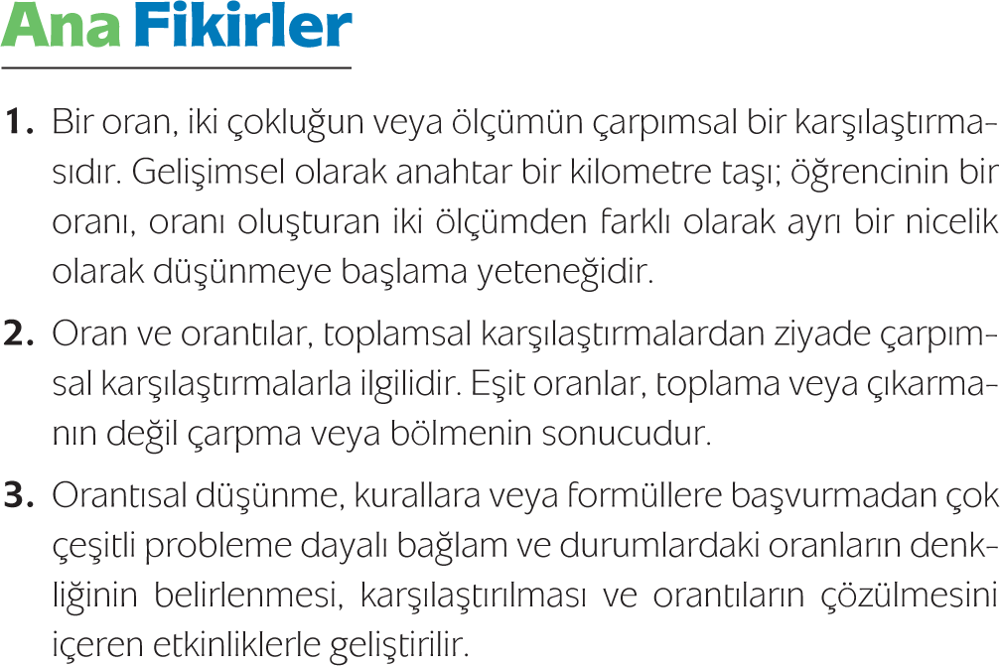 Ana Fikirler
1. Bir oran, iki çokluğun veya ölçümün çarpımsal bir karşılaştırma-
sıdır. Gelişimsel olarak anahtar bir kilometre taşı; öğrencinin bir
oranı, oranı oluşturan iki ölçümden farklı olarak ayrı bir nicelik
olarak düşünmeye başlama yeteneğidir.
2. Oran ve orantılar, toplamsal karşılaştırmalardan ziyade çarpım-
sal karşılaştırmalarla ilgilidir. Eşit oranlar, toplama veya çıkarma-
nın değil çarpma veya bölmenin sonucudur.
3. Orantısal düşünme, kurallara veya formüllere başvurmadan çok
çeşitli probleme dayalı bağlam ve durumlardaki oranların denk-
liğinin belirlenmesi, karşılaştırılması ve orantıların çözülmesini
içeren etkinliklerle geliştirilir.